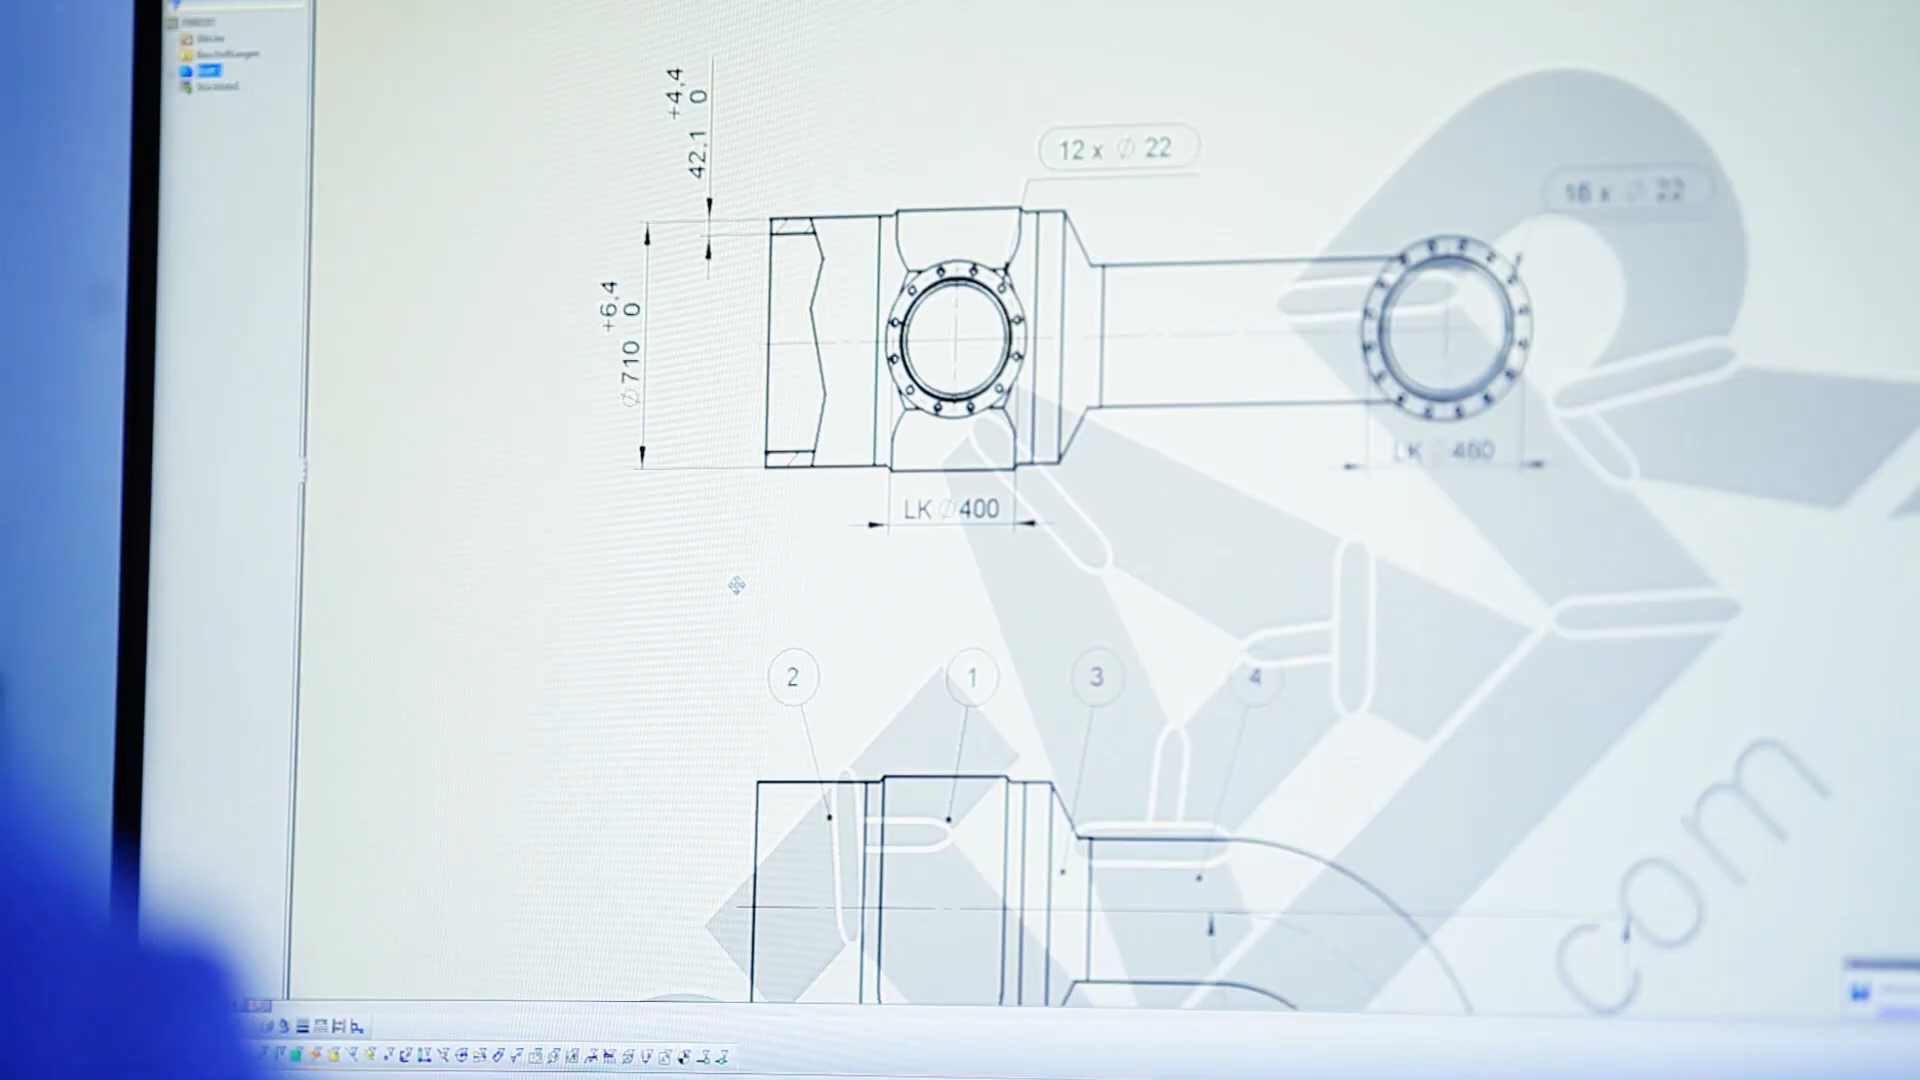 +4,4
42,1 0
12 x ∅ 22
16 x ∅ 22
+6,4
∅710 0
LK ∅ 460
LK ∅400
2
1
3
4
com